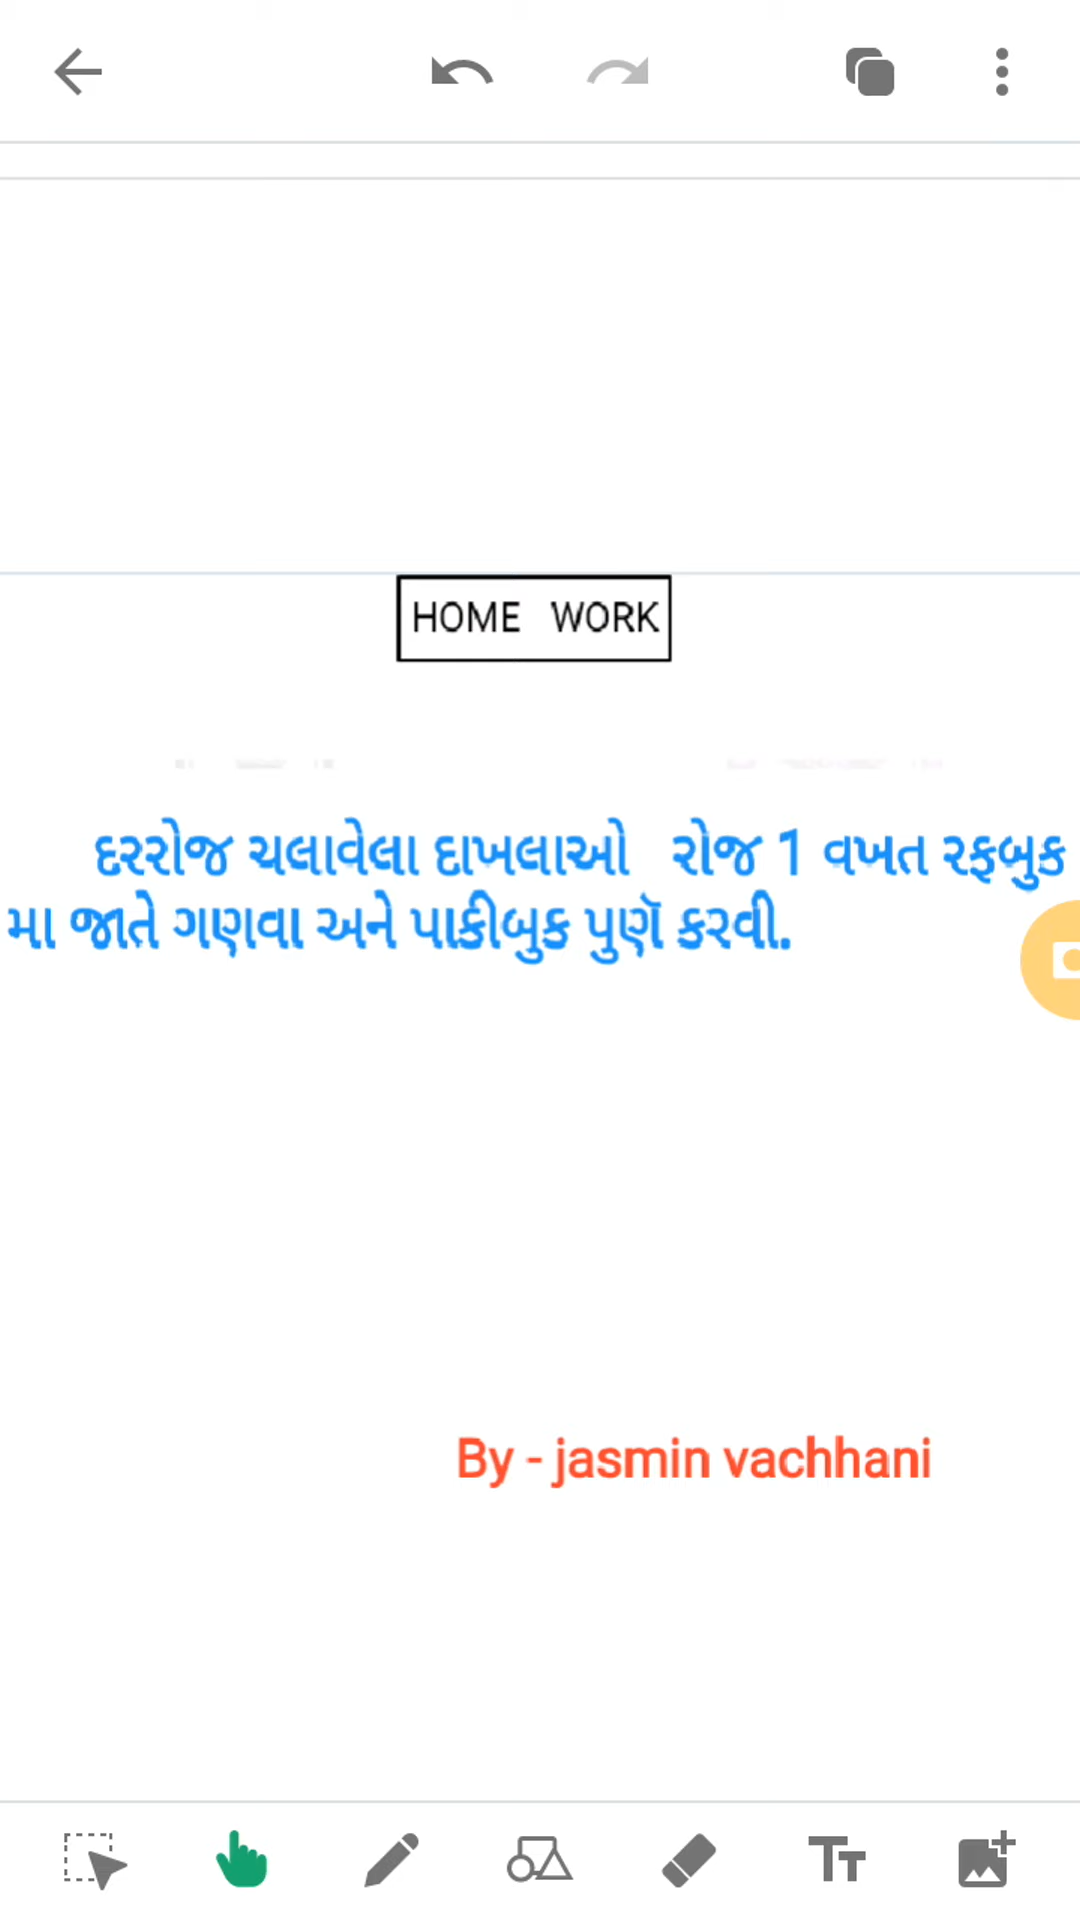 HOME WORK
દરરોજ ચલાવેલા દાખલાઓ રોજ 1 વખત રફબુક
મા જાતે ગણવા અને પાકીબુક પુણૅ કરવી.
By - jasmin vachhani